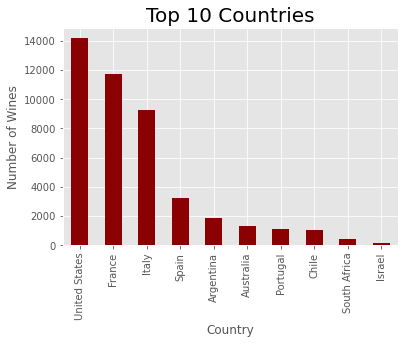 Top 10 Countries
Number of Wines
14000
12000
10000
8000
6000
4000
2000
0
United States
France
Italy
Spain
Argentina
Australia
Portugal
Chile
South Africa
Israel
Country